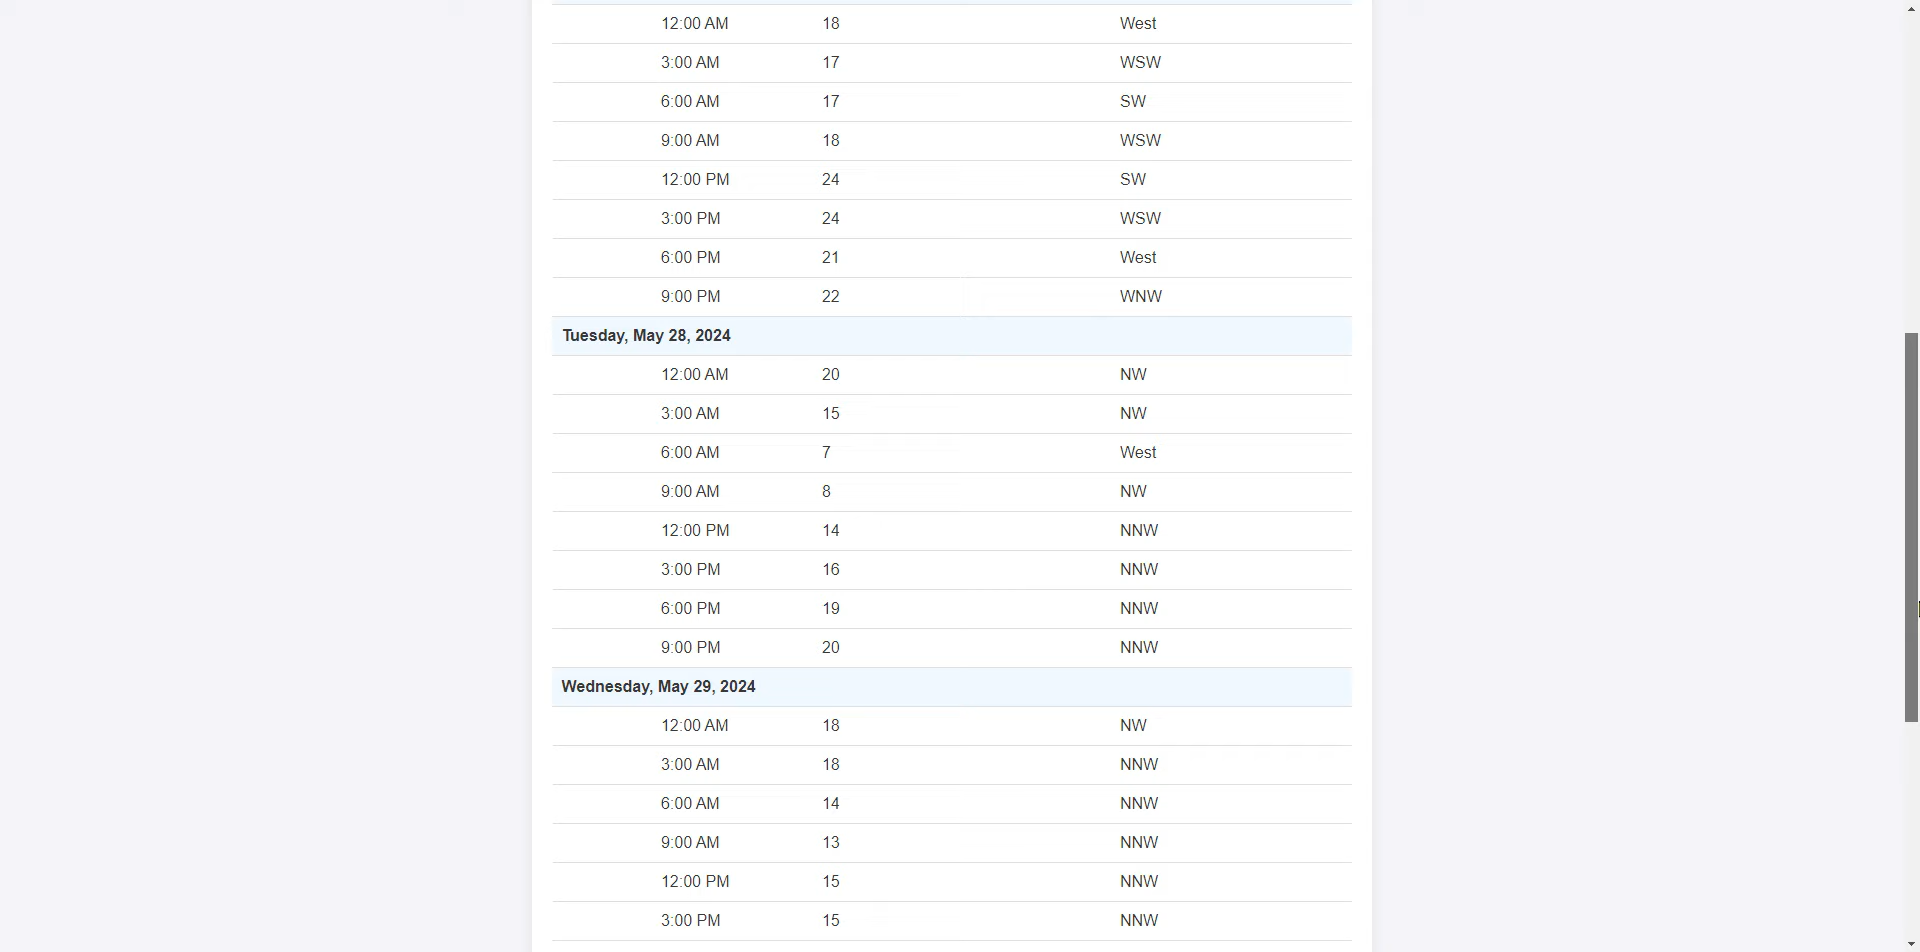 12:00 AM 18 West
3:00 AM 17 WSW
6:00 AM 17 SW
9:00 AM 18 WSW
12:00 PM 24 SW
3:00 PM 24 WSW
6:00 PM 21 West
9:00 PM 22 WNW
Tuesday, May 28, 2024
12:00 AM 20 NW
3:00 AM 15 NW
6:00 AM 7 West
9:00 AM 8 NW
12:00 PM 14 NNW
3:00 PM 16 NNW
6:00 PM 19 NNW
9:00 PM 20 NNW
Wednesday, May 29, 2024
12:00 AM 18 NW
3:00 AM 18 NNW
6:00 AM 14 NNW
9:00 AM 13 NNW
12:00 PM 15 NNW
3:00 PM 15 NNW